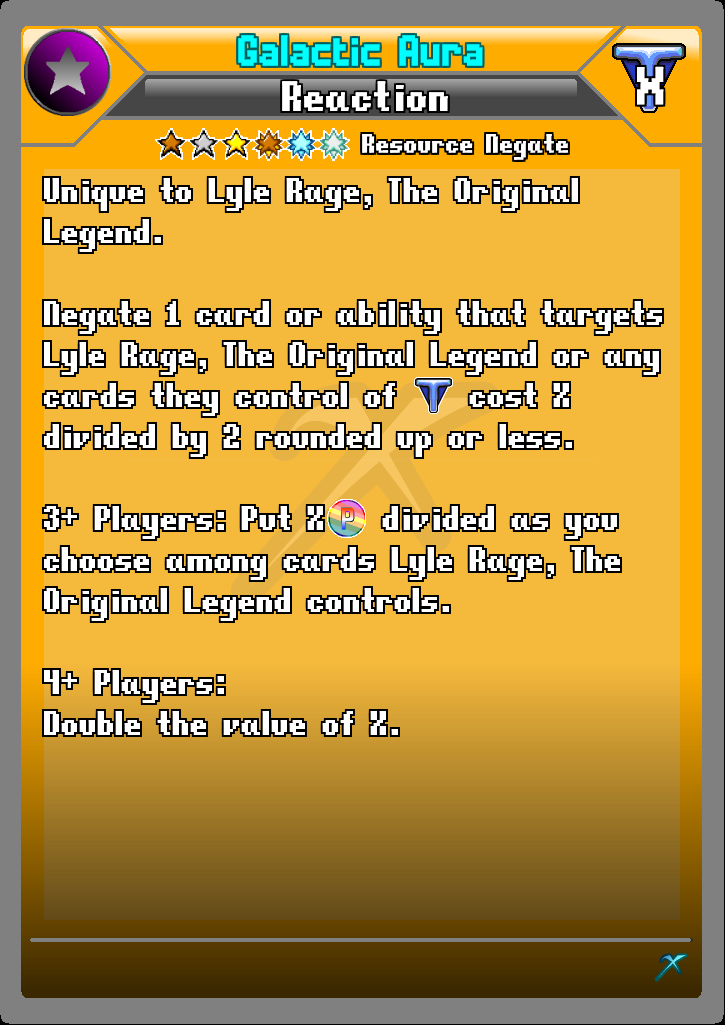 Galactic Aura
T
X
Reaction
Resource Negate
Unique to Lyle Rage, The Original
Legend.
Negate 1 card or ability that targets
Lyle Rage, The Original Legend or any
cards they control of T cost X
divided by 2 rounded up or less.
3+ Players: Put X P divided as you
choose among cards Lyle Rage, The
Original Legend controls.
4+ Players:
Double the value of X.